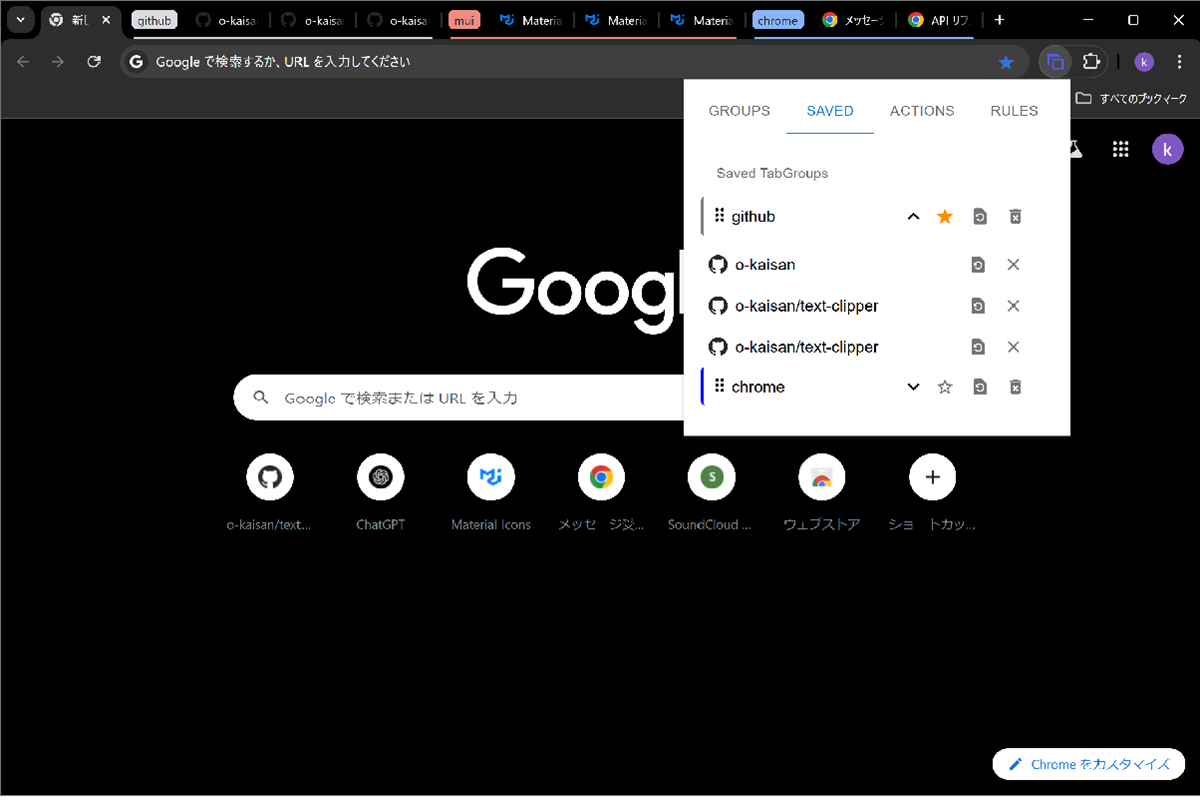 新し
github
o-kaisa
o-kaisa
o-kaisa
mui
Materia
Materia
Materia
chrome
メッセージ
API リフ
Google で検索するか、URL を入力してください
k
すべてのブックマーク
GROUPS
SAVED
ACTIONS
RULES
k
Saved TabGroups
github
o-kaisan
o-kaisan/text-clipper
o-kaisan/text-clipper
chrome
Goog
Google で検索または URL を入力
S
o-kaisan/text...
ChatGPT
Material Icons
メッセージ受...
SoundCloud ...
ウェブストア
ショートカッ...
Chrome をカスタマイズ